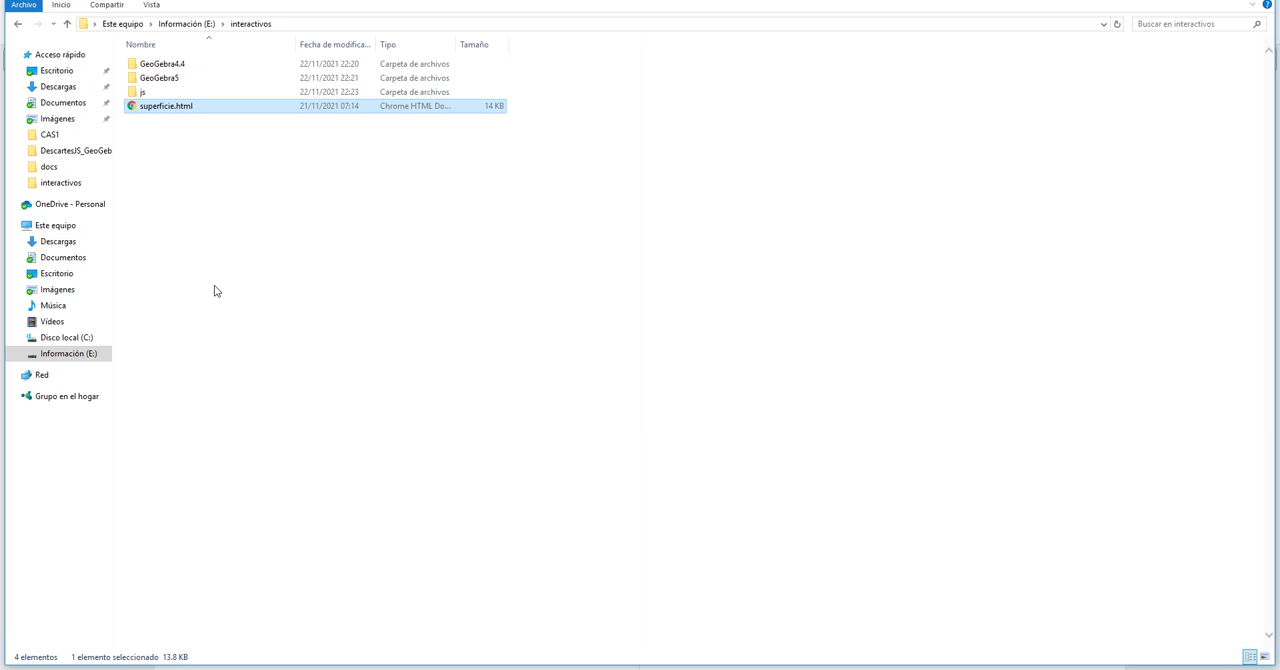 Archivo Inicio Compartir Vista
Este equipo Información (E:) interactivos
Buscar en interactivos
Nombre Fecha de modifica... Tipo Tamaño
GeoGebra4.4 22/11/2021 22:20 Carpeta de archivos
GeoGebra5 22/11/2021 22:21 Carpeta de archivos
js 22/11/2021 22:23 Carpeta de archivos
superficie.html 21/11/2021 07:14 Chrome HTML Do... 14 KB
Acceso rápido
Escritorio
Descargas
Documentos
Imágenes
CAS1
DescartesJS_GeoGeb
docs
interactivos
OneDrive - Personal
Este equipo
Descargas
Documentos
Escritorio
Imágenes
Música
Vídeos
Disco local (C:)
Información (E:)
Red
Grupo en el hogar
4 elementos 1 elemento seleccionado 13.8 KB